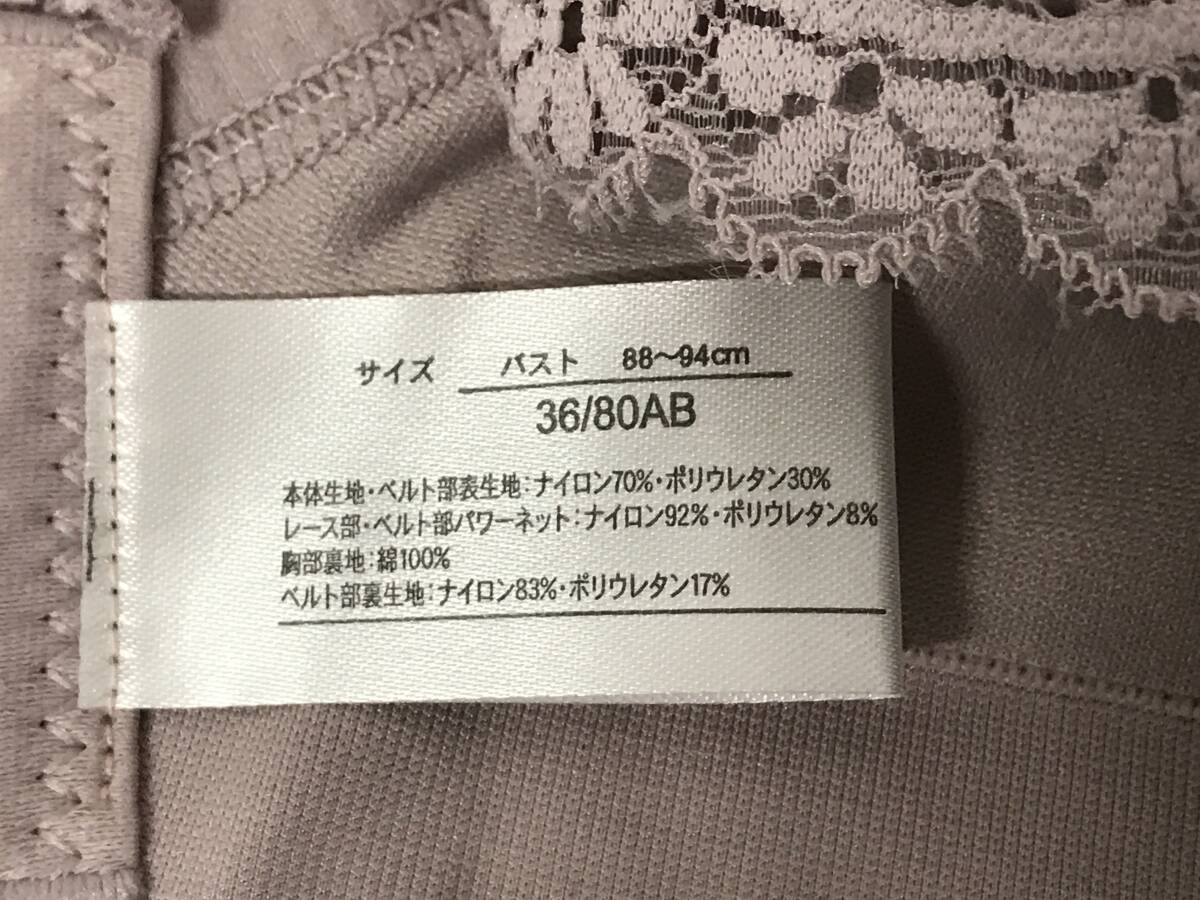 サイズ バスト 88～94cm
36/80AB
本体生地・ベルト部表生地：ナイロン70%・ポリウレタン30%
レース部・ベルト部パワーネット：ナイロン92%・ポリウレタン8%
胸部裏地：綿100%
ベルト部裏生地：ナイロン83%・ポリウレタン17%